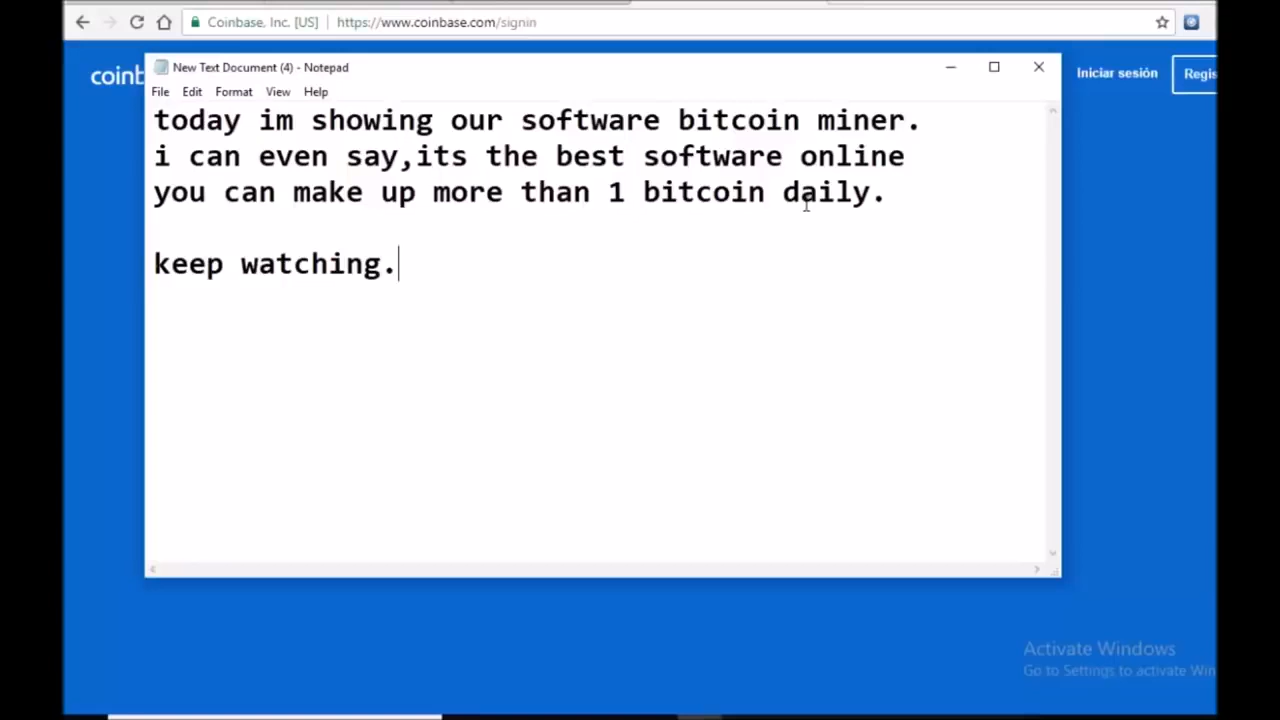 Coinbase, Inc. [US] | https://www.coinbase.com/signin
coinb
Iniciar sesión
Regis
New Text Document (4) - Notepad
File Edit Format View Help
today im showing our software bitcoin miner.
i can even say,its the best software online
you can make up more than 1 bitcoin daily.
keep watching.
Activate Windows
Go to Settings to activate Win